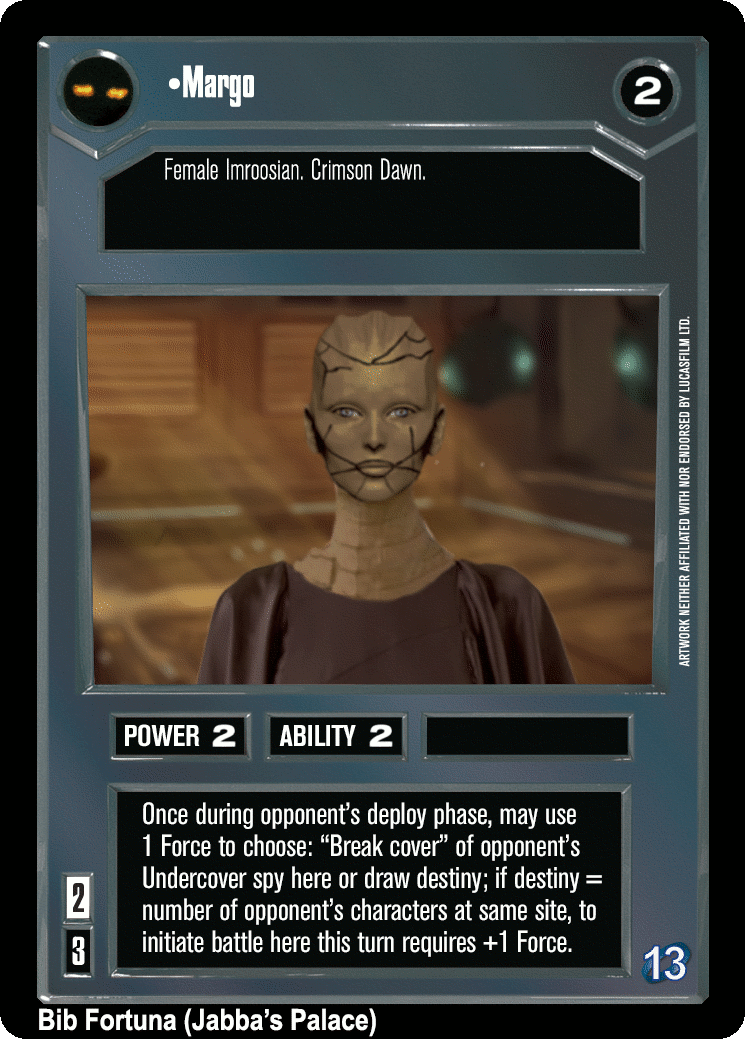 •Margo
2
Female Imroosian. Crimson Dawn.
ARTWORK NEITHER AFFILIATED WITH NOR ENDORSED BY LUCASFILM LTD.
POWER 2
ABILITY 2
Once during opponent's deploy phase, may use
1 Force to choose: “Break cover” of opponent's
Undercover spy here or draw destiny; if destiny =
number of opponent's characters at same site, to
initiate battle here this turn requires +1 Force.
2
3
13
Bib Fortuna (Jabba's Palace)